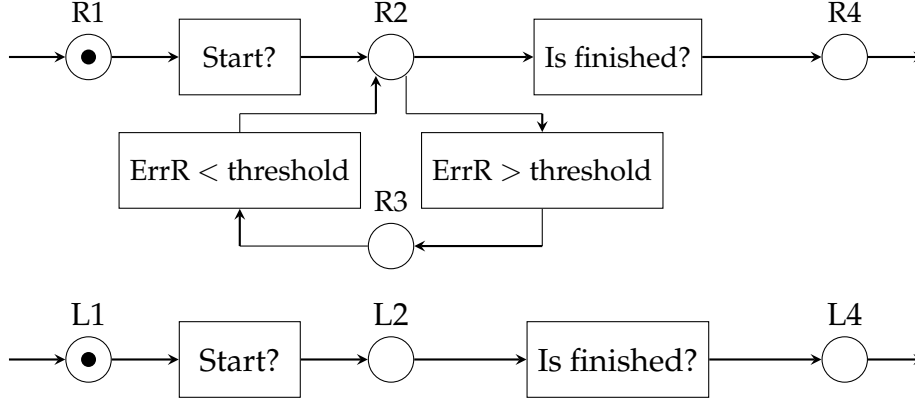 R1 R2 R4
Start? Is finished?
ErrR < threshold ErrR > threshold
R3
L1 L2 L4
Start? Is finished?